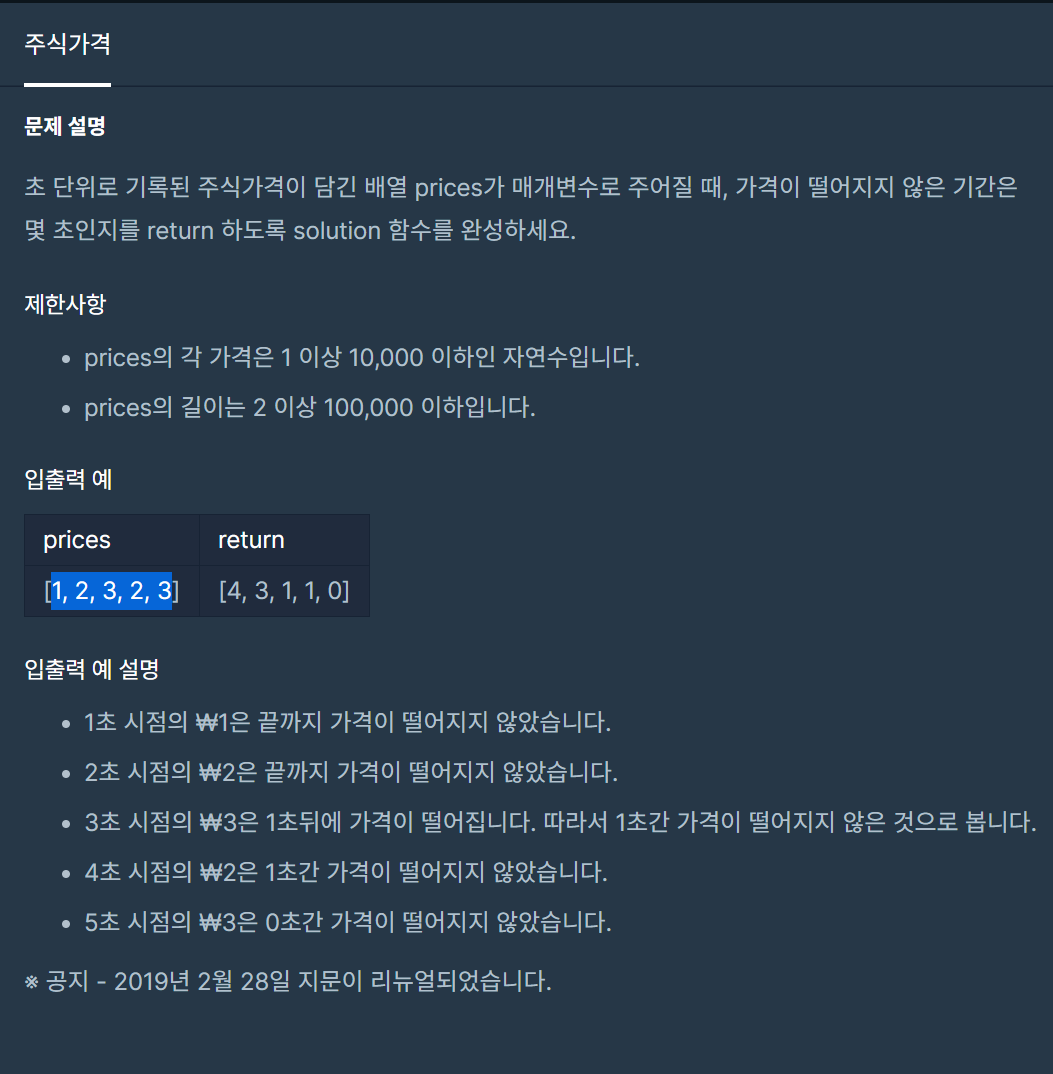 주식가격
문제 설명
초 단위로 기록된 주식가격이 담긴 배열 prices가 매개변수로 주어질 때, 가격이 떨어지지 않은 기간은
몇 초인지를 return 하도록 solution 함수를 완성하세요.
제한사항
• prices의 각 가격은 1 이상 10,000 이하인 자연수입니다.
• prices의 길이는 2 이상 100,000 이하입니다.
입출력 예
prices return
[1, 2, 3, 2, 3] [4, 3, 1, 1, 0]
입출력 예 설명
• 1초 시점의 ₩1은 끝까지 가격이 떨어지지 않았습니다.
• 2초 시점의 ₩2은 끝까지 가격이 떨어지지 않았습니다.
• 3초 시점의 ₩3은 1초뒤에 가격이 떨어집니다. 따라서 1초간 가격이 떨어지지 않은 것으로 봅니다.
• 4초 시점의 ₩2은 1초간 가격이 떨어지지 않았습니다.
• 5초 시점의 ₩3은 0초간 가격이 떨어지지 않았습니다.
※ 공지 - 2019년 2월 28일 지문이 리뉴얼되었습니다.